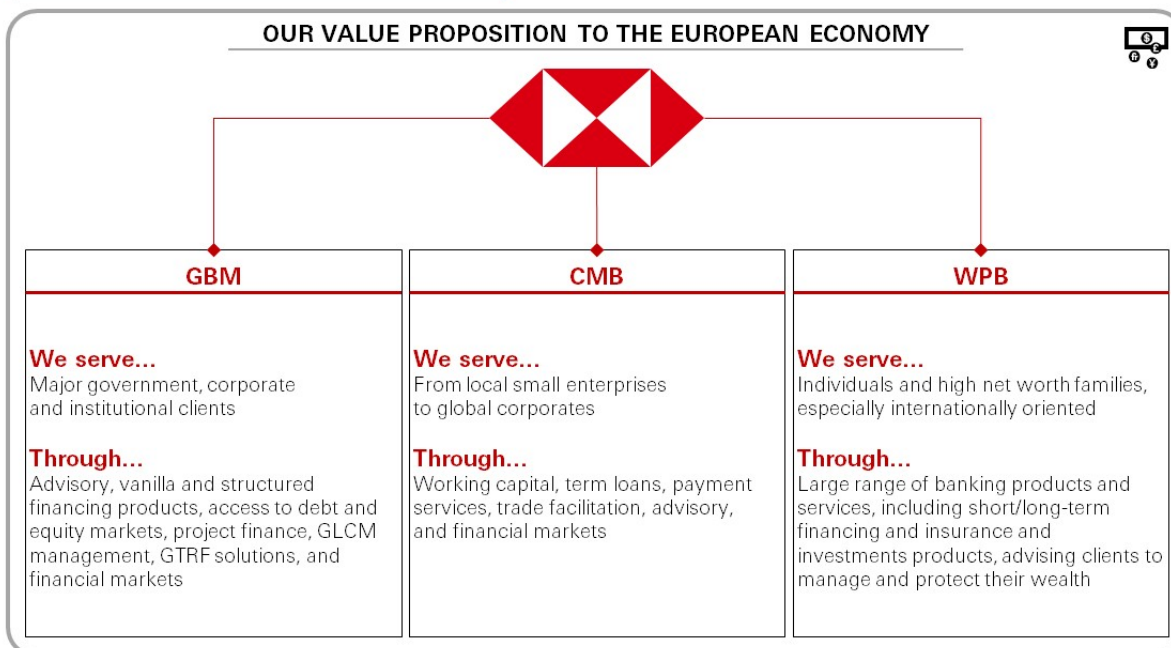 OUR VALUE PROPOSITION TO THE EUROPEAN ECONOMY
GBM
We serve...
Major government, corporate
and institutional clients
Through...
Advisory, vanilla and structured
financing products, access to debt and
equity markets, project finance, GLCM
management, GTRF solutions, and
financial markets
CMB
We serve...
From local small enterprises
to global corporates
Through...
Working capital, term loans, payment
services, trade facilitation, advisory,
and financial markets
WPB
We serve...
Individuals and high net worth families,
especially internationally oriented
Through...
Large range of banking products and
services, including short/long-term
financing and insurance and
investments products, advising clients to
manage and protect their wealth